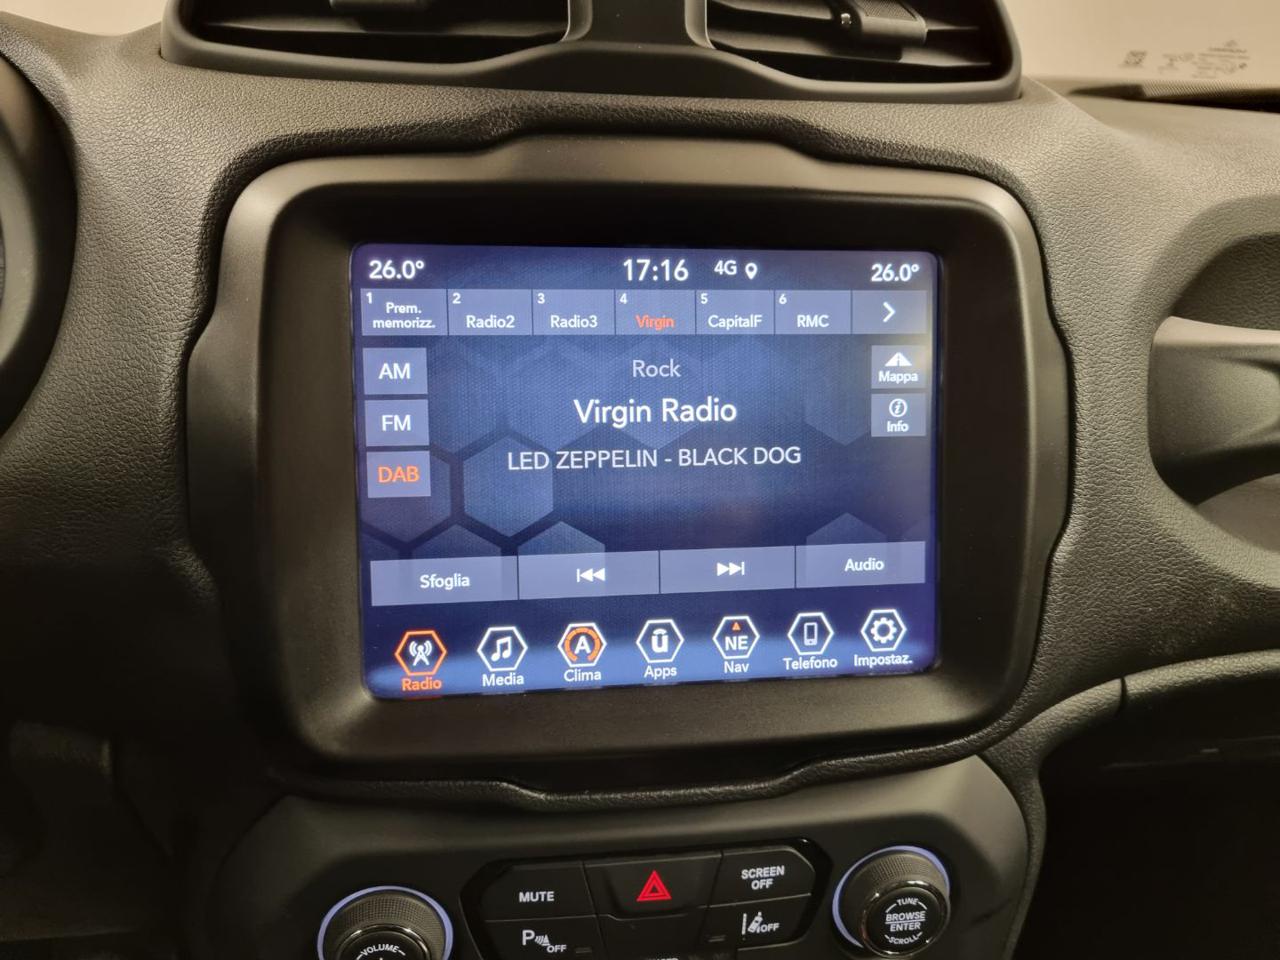 26.0° 17:16 4G 26.0°
1 Prem. memorizz. 2 Radio2 3 Radio3 4 Virgin 5 CapitalF 6 RMC
AM
Rock
Mappa
FM
Virgin Radio
Info
DAB
LED ZEPPELIN - BLACK DOG
Sfoglia
Audio
Radio Media A Clima ū Apps NE Nav Telefono Impostaz.
MUTE
SCREEN OFF
P OFF
OFF
VOLUME
TUNE
BROWSE
ENTER
SCROLL